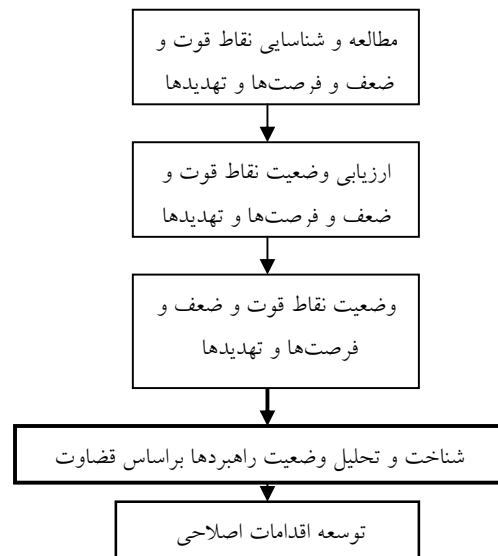 مطالعه و شناسایی نقاط قوت و
ضعف و فرصت‌ها و تهدیدها
ارزیابی وضعیت نقاط قوت و
ضعف و فرصت‌ها و تهدیدها
وضعیت نقاط قوت و ضعف و
فرصت‌ها و تهدیدها
شناخت و تحلیل وضعیت راهبردها براساس قضاوت
توسعه اقدامات اصلاحی